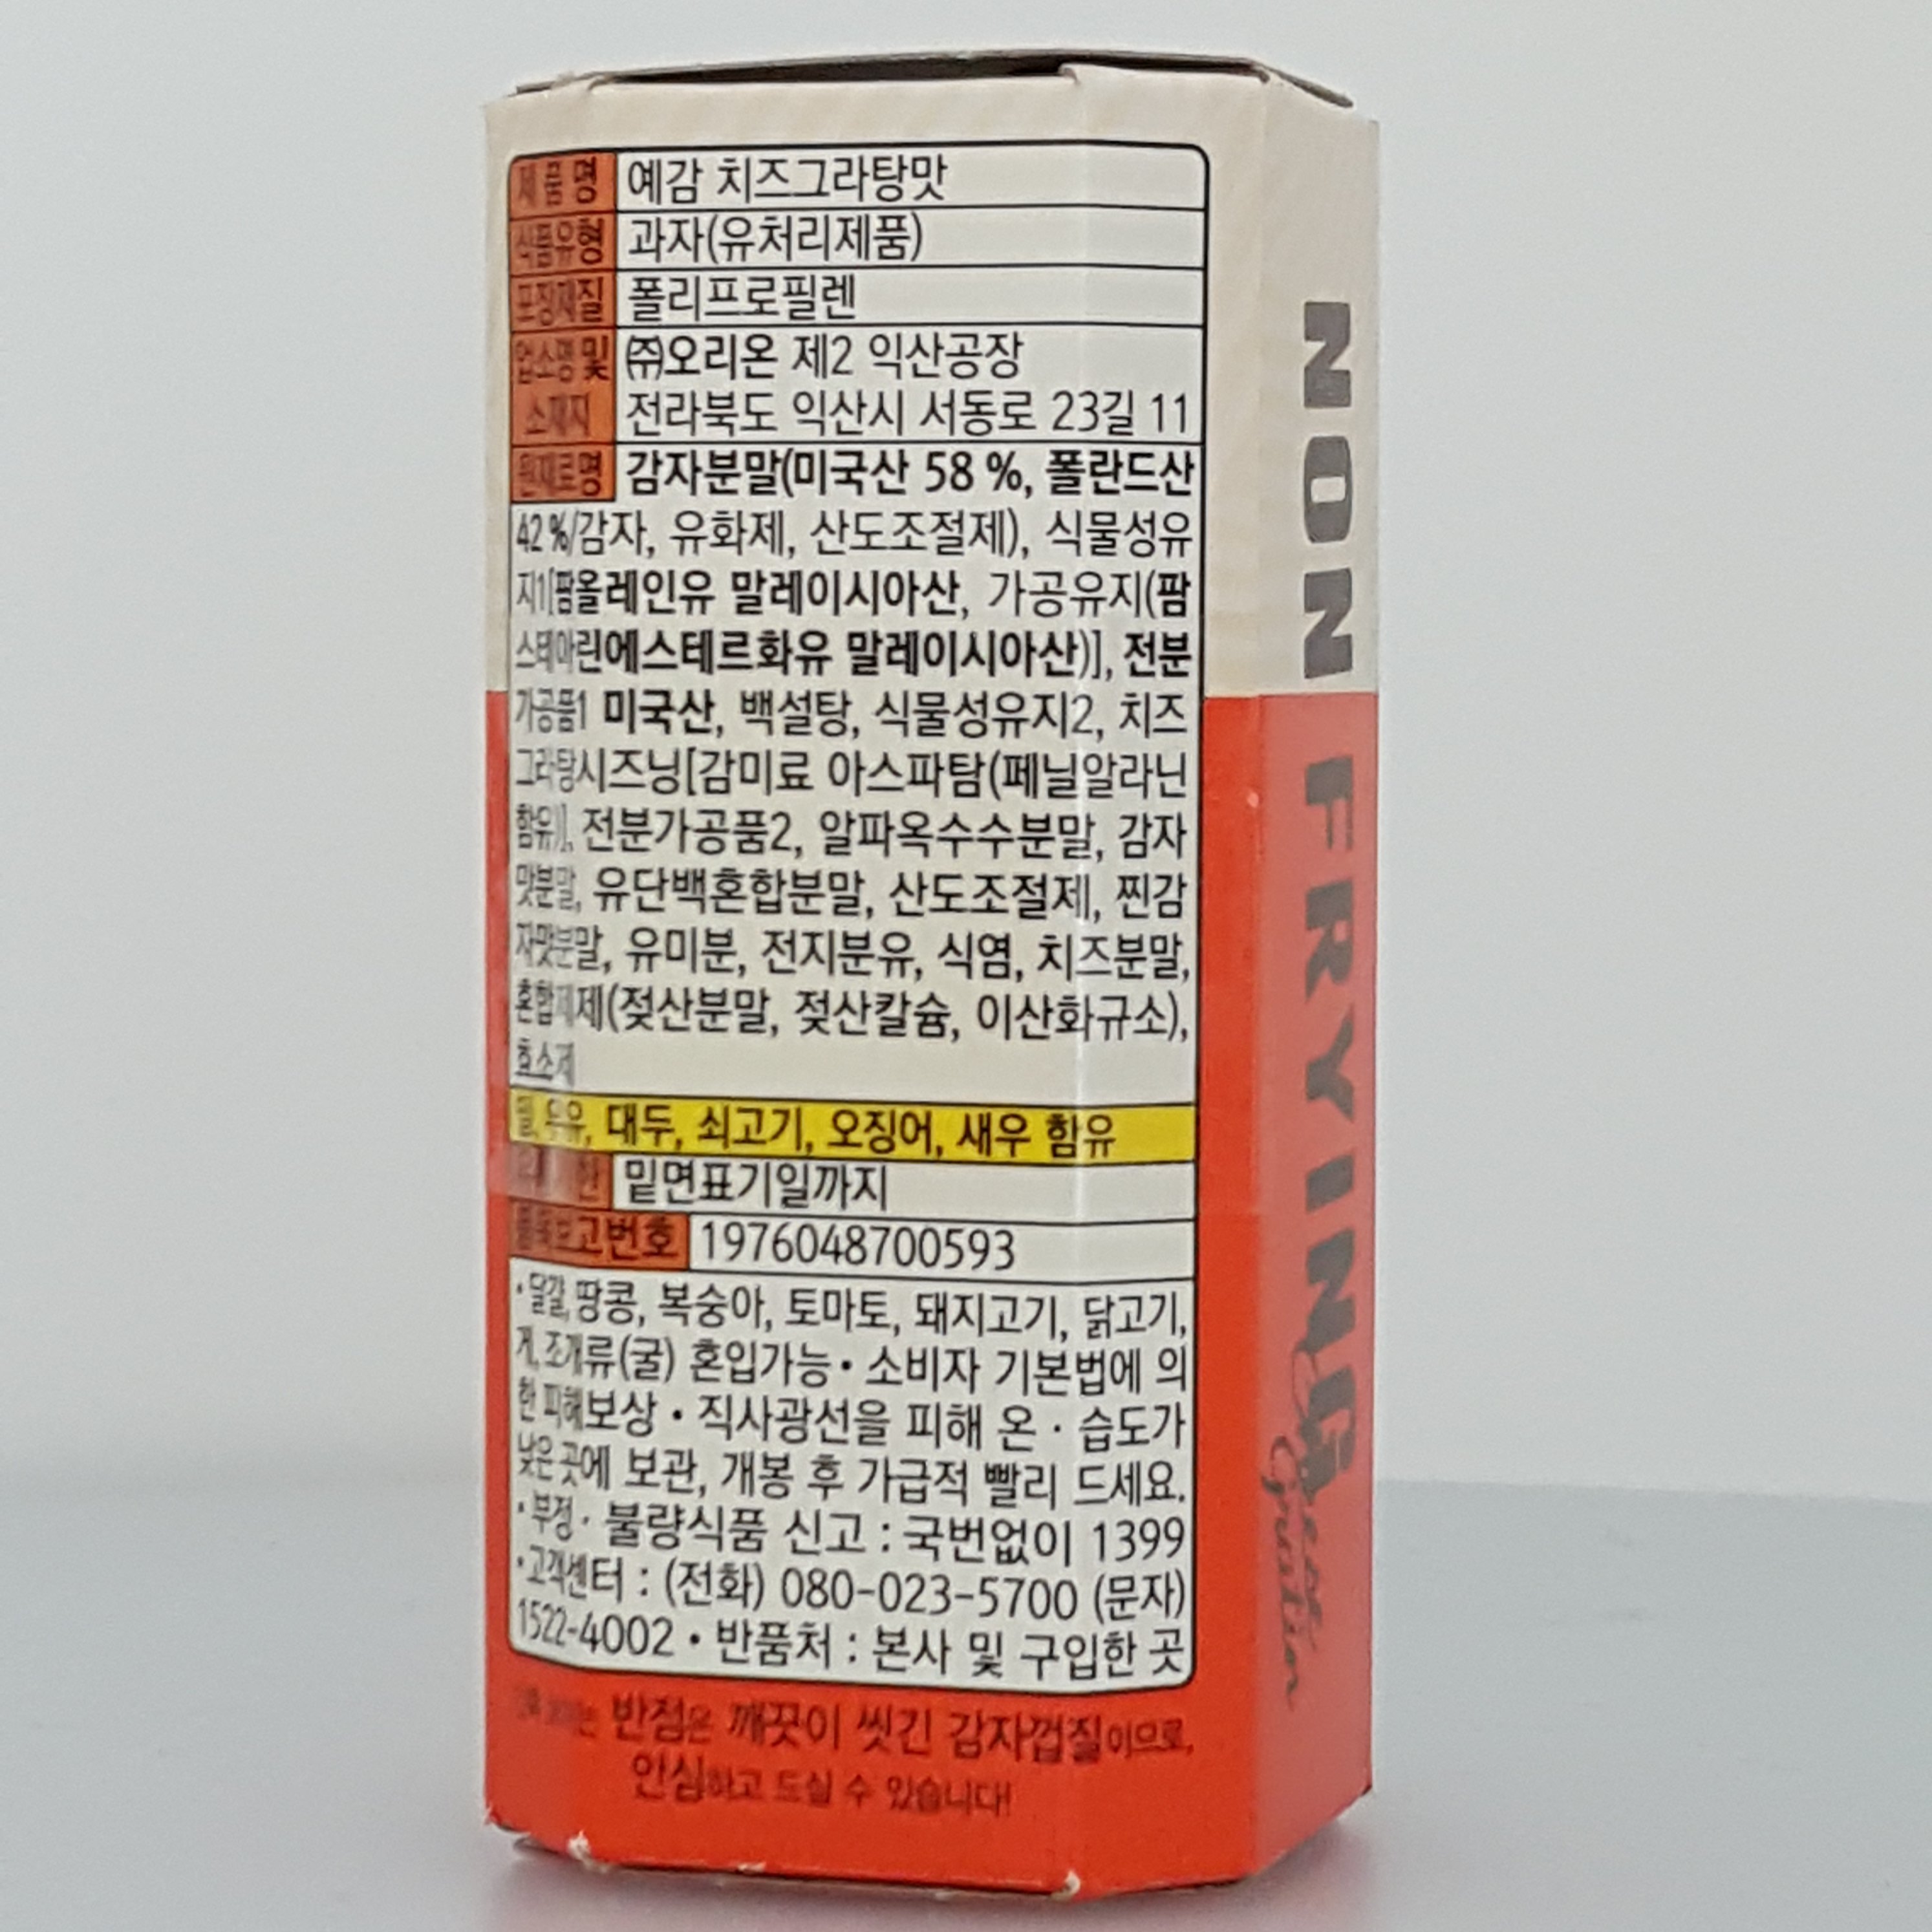 제품명 예감 치즈그라탕맛
식품유형 과자(유처리제품)
포장재질 폴리프로필렌
업소명 및 ㈜오리온 제2 익산공장
소재지 전라북도 익산시 서동로 23길 11
원재료명 감자분말(미국산 58 %, 폴란드산
42 %/감자, 유화제, 산도조절제), 식물성유
지1[팜올레인유 말레이시아산, 가공유지(팜
스테아린에스테르화유 말레이시아산)], 전분
가공품1 미국산, 백설탕, 식물성유지2, 치즈
그라탕시즈닝[감미료 아스파탐(페닐알라닌
함유)], 전분가공품2, 알파옥수수분말, 감자
맛분말, 유단백혼합분말, 산도조절제, 찐감
자맛분말, 유미분, 전지분유, 식염, 치즈분말,
혼합제제(젖산분말, 젖산칼슘, 이산화규소),
효소제
밀, 우유, 대두, 쇠고기, 오징어, 새우 함유
밑면표기일까지
품목보고번호 1976048700593
• 달걀, 땅콩, 복숭아, 토마토, 돼지고기, 닭고기,
게, 조개류(굴) 혼입가능 • 소비자 기본법에 의
한 피해보상 • 직사광선을 피해 온 · 습도가
낮은 곳에 보관, 개봉 후 가급적 빨리 드세요.
• 부정 · 불량식품 신고 : 국번없이 1399
• 고객센터 : (전화) 080-023-5700 (문자)
1522-4002 • 반품처 : 본사 및 구입한 곳
반점은 깨끗이 씻긴 감자껍질이므로,
안심하고 드실 수 있습니다!
NON FRYING
Cheese Gratin